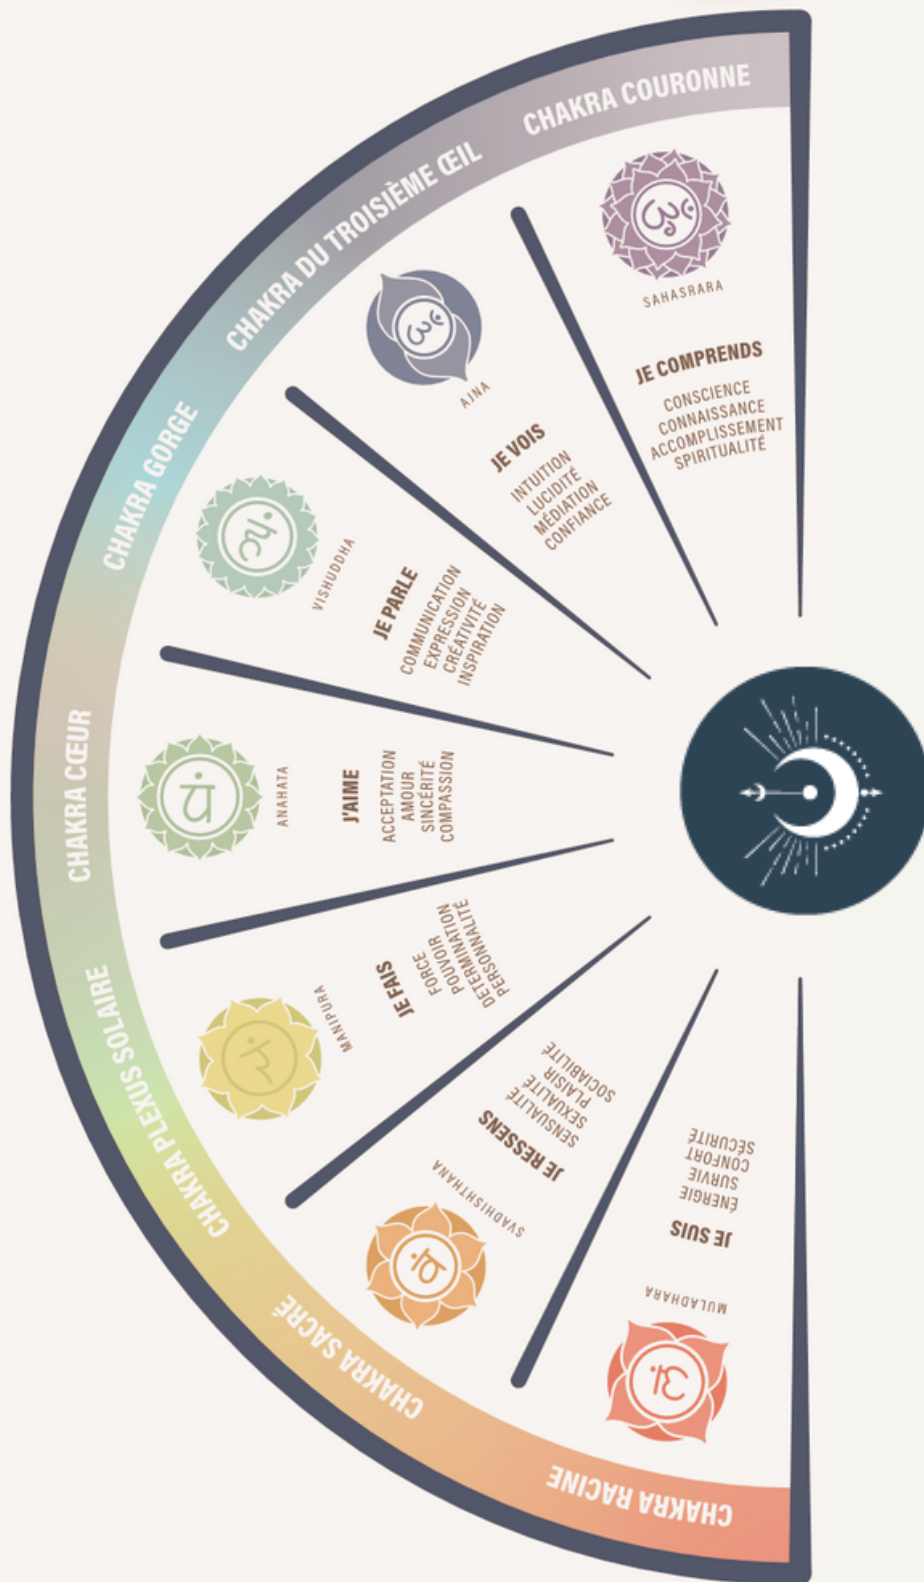 CHAKRA COURONNE
ॐ
SAHASRARA
JE COMPRENDS
CONSCIENCE
CONNAISSANCE
ACCOMPLISSEMENT
SPIRITUALITÉ
CHAKRA DU TROISIÈME ŒIL
ॐ
AJNA
JE VOIS
INTUITION
LUCIDITÉ
MÉDIATION
CONFIANCE
CHAKRA GORGE
VISHUDDHA
JE PARLE
COMMUNICATION
EXPRESSION
CRÉATIVITÉ
INSPIRATION
CHAKRA CŒUR
यं
ANAHATA
J'AIME
ACCEPTATION
AMOUR
SINCÉRITÉ
COMPASSION
CHAKRA PLEXUS SOLAIRE
MANIPURA
JE FAIS
FORCE
POUVOIR
DETERMINATION
PERSONNALITÉ
CHAKRA SACRÉ
SVADHISHTHANA
JE RESSENS
SENSUALITÉ
SEXUALITÉ
PLAISIR
SOCIABILITÉ
CHAKRA RACINE
MULADHARA
JE SUIS
ÉNERGIE
SURVIE
CONFORT
SÉCURITÉ